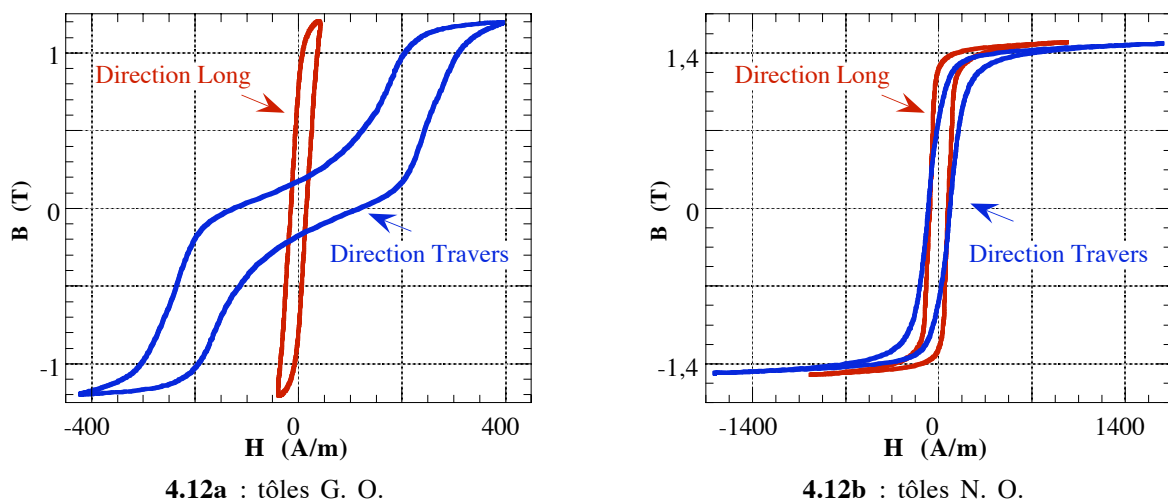 1
Direction Long
0
B (T)
Direction Travers
-1
-400
0
400
H (A/m)
4.12a : tôles G. O.
1,4
Direction Long
0
B (T)
Direction Travers
-1,4
-1400
0
1400
H (A/m)
4.12b : tôles N. O.